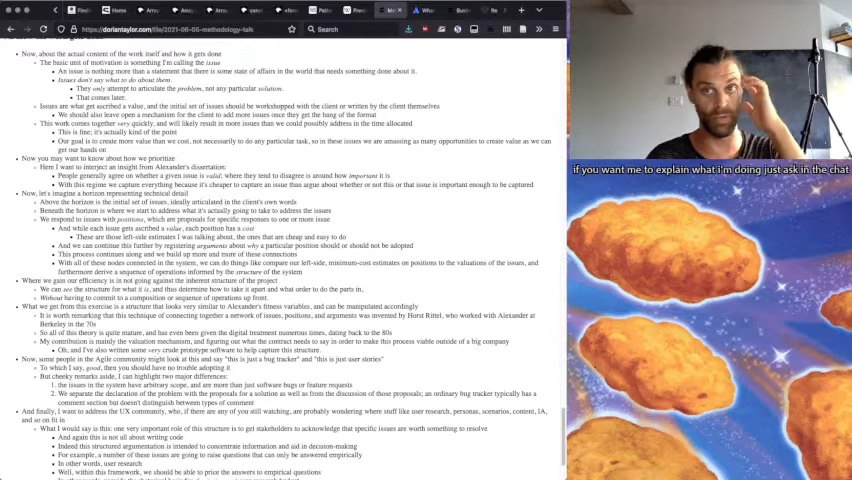 Find
Home
Array
Array
Array
https://doriantaylor.com/2021-06-05-methodology-talk
Search
Now, about the actual content of the work itself and how it gets done
The basic unit of motivation is something I'm calling the issue
An issue is nothing more than a statement that there is some state of affairs in the world that needs something done about it.
Issues don't say what to do about them.
They only attempt to articulate the problem, not any particular solution.
That comes later.
Issues are what get ascribed a value, and the initial set of issues should be workshopped with the client or written by the client themselves
We should also leave open a mechanism for the client to add more issues once they get the hang of the format
This work comes together very quickly, and will likely result in more issues than we could possibly address in the time allocated
This is fine; it's actually kind of the point
Our goal is to create more value than we cost, not necessarily to do any particular task, so in these issues we are amassing as many opportunities to create value as we can
get our hands on
Now you may want to know about how we prioritize
Here I want to interject an insight from Alexander's dissertation:
People generally agree on whether a given issue is valid; where they tend to disagree is around how important it is
With this regime we capture everything because it's cheaper to capture an issue than argue about whether or not this or that issue is important enough to be captured
Now, let's imagine a horizon representing technical detail
Above the horizon is the initial set of issues, ideally articulated in the client's own words
Beneath the horizon is where we start to address what it's actually going to take to address the issues
We respond to issues with positions, which are proposals for specific responses to one or more issue
And while each issue gets ascribed a value, each position has a cost
These are those left-side estimates I was talking about, the ones that are cheap and easy to do
And we can continue this further by registering arguments about why a particular position should or should not be adopted
This process continues along and we build up more and more of these connections
With all of these nodes connected in the system, we can do things like compare our left-side, minimum-cost estimates on positions to the valuations of the issues, and
furthermore derive a sequence of operations informed by the structure of the system
Where we gain our efficiency is in not going against the inherent structure of the project
We can see the structure for what it is, and thus determine how to take it apart and what order to do the parts in,
Without having to commit to a composition or sequence of operations up front.
What we get from this exercise is a structure that looks very similar to Alexander's fitness variables, and can be manipulated accordingly
It is worth remarking that this technique of connecting together a network of issues, positions, and arguments was invented by Horst Rittel, who worked with Alexander at
Berkeley in the 70s
So all of this theory is quite mature, and has even been given the digital treatment numerous times, dating back to the 80s
My contribution is mainly the valuation mechanism, and figuring out what the contract needs to say in order to make this process viable outside of a big company
Oh, and I've also written some very crude prototype software to help capture this structure.
Now, some people in the Agile community might look at this and say "this is just a bug tracker" and "this is just user stories"
To which I say, good, then you should have no trouble adopting it
But cheeky remarks aside, I can highlight two major differences:
1. the issues in the system have arbitrary scope, and are more than just software bugs or feature requests
2. We separate the declaration of the problem with the proposals for a solution as well as from the discussion of those proposals; an ordinary bug tracker typically has a
comment section but doesn't distinguish between types of comment
And finally, I want to address the UX community, who, if there are any of you still watching, are probably wondering where stuff like user research, personas, scenarios, content, IA,
and so on fit in
What I would say is this: one very important role of this structure is to get stakeholders to acknowledge that specific issues are worth something to resolve
And again this is not all about writing code
Indeed this structured argumentation is intended to concentrate information and aid in decision-making
For example, a number of these issues are going to raise questions that can only be answered empirically
In other words, user research
Well, within this framework, we should be able to price the answers to empirical questions
if you want me to explain what i'm doing just ask in the chat